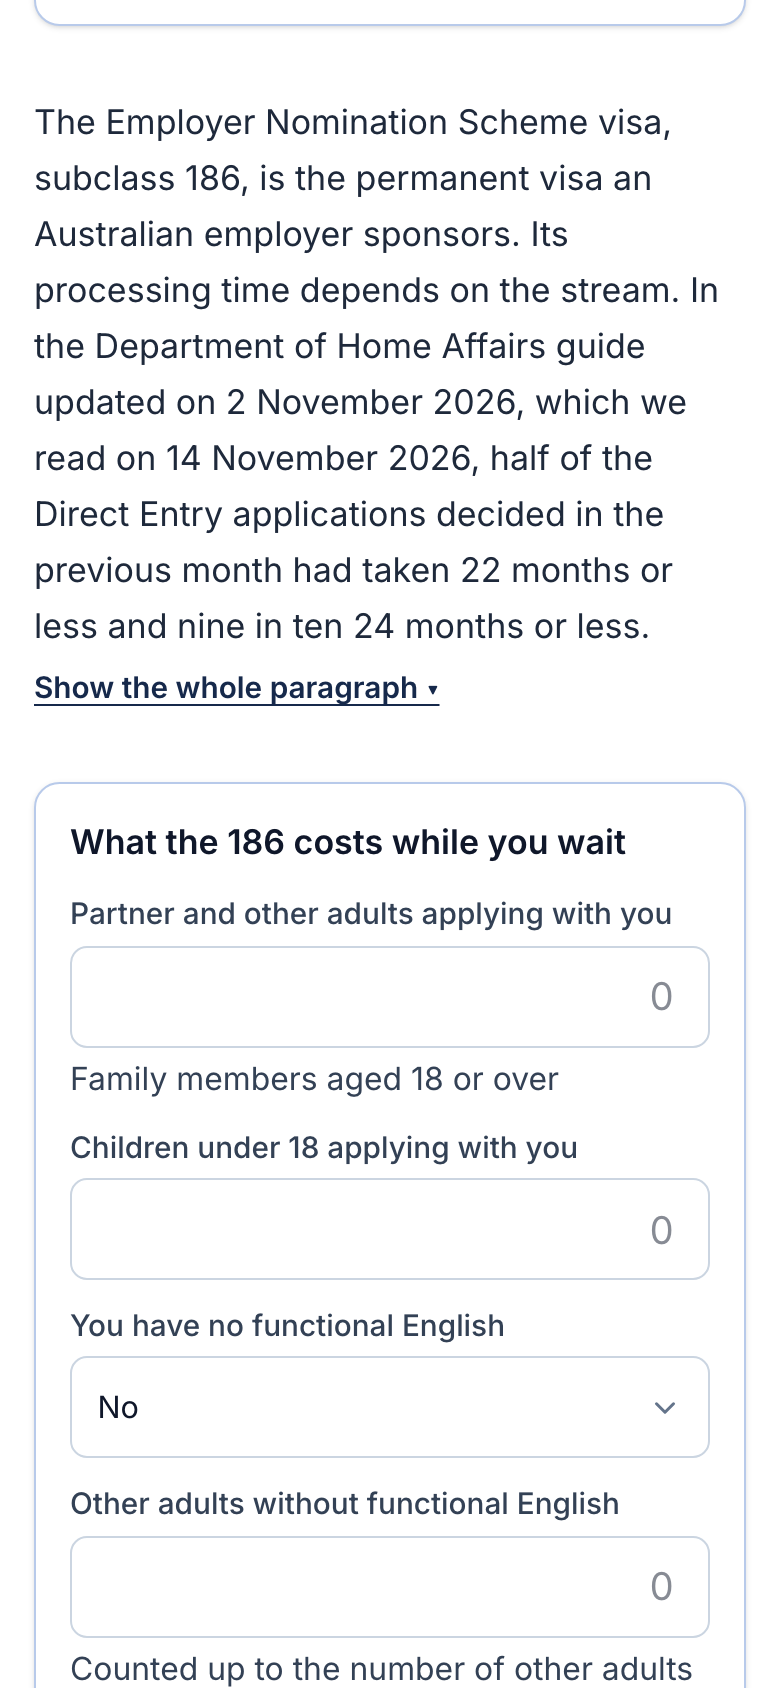 The Employer Nomination Scheme visa,
subclass 186, is the permanent visa an
Australian employer sponsors. Its
processing time depends on the stream. In
the Department of Home Affairs guide
updated on 2 November 2026, which we
read on 14 November 2026, half of the
Direct Entry applications decided in the
previous month had taken 22 months or
less and nine in ten 24 months or less.
Show the whole paragraph ▾
What the 186 costs while you wait
Partner and other adults applying with you
0
Family members aged 18 or over
Children under 18 applying with you
0
You have no functional English
No
Other adults without functional English
0
Counted up to the number of other adults